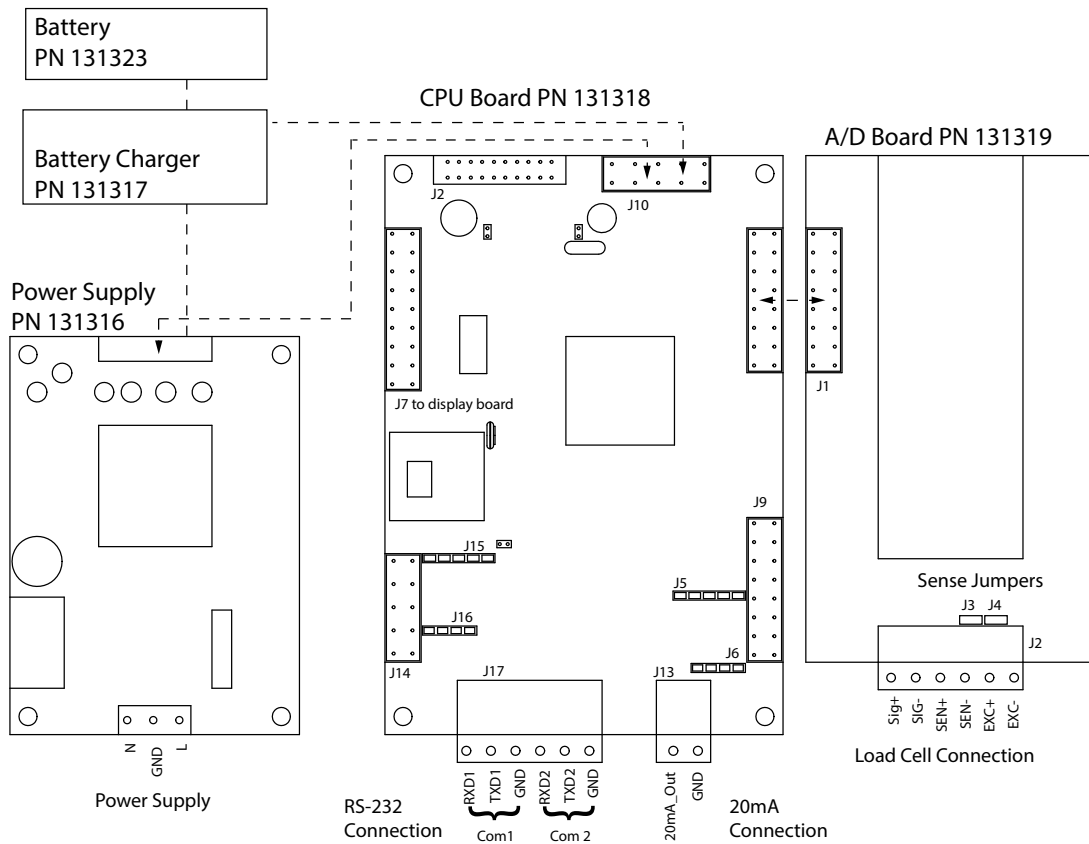 Battery
PN 131323
CPU Board PN 131318
A/D Board PN 131319
Battery Charger
PN 131317
J2
J10
Power Supply
PN 131316
J1
J7 to display board
J9
J15
J5
Sense Jumpers
J3
J4
J16
J6
J2
J14
J17
J13
Sig+
SIG-
SEN+
SEN-
EXC+
EXC-
N
GND
L
Load Cell Connection
RXD1
TXD1
GND
RXD2
TXD2
GND
20mA_Out
GND
Power Supply
RS-232
Connection
20mA
Connection
Com1
Com 2